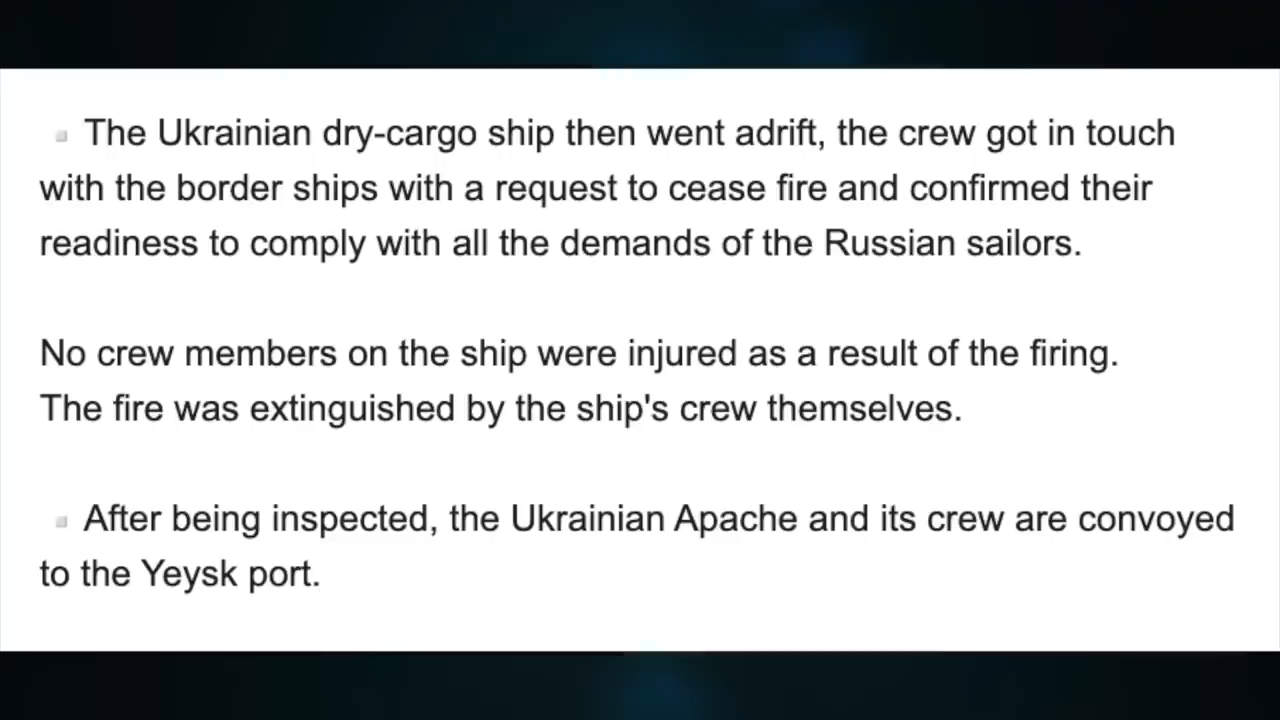 ▫️ The Ukrainian dry-cargo ship then went adrift, the crew got in touch
with the border ships with a request to cease fire and confirmed their
readiness to comply with all the demands of the Russian sailors.
No crew members on the ship were injured as a result of the firing.
The fire was extinguished by the ship's crew themselves.
▫️ After being inspected, the Ukrainian Apache and its crew are convoyed
to the Yeysk port.